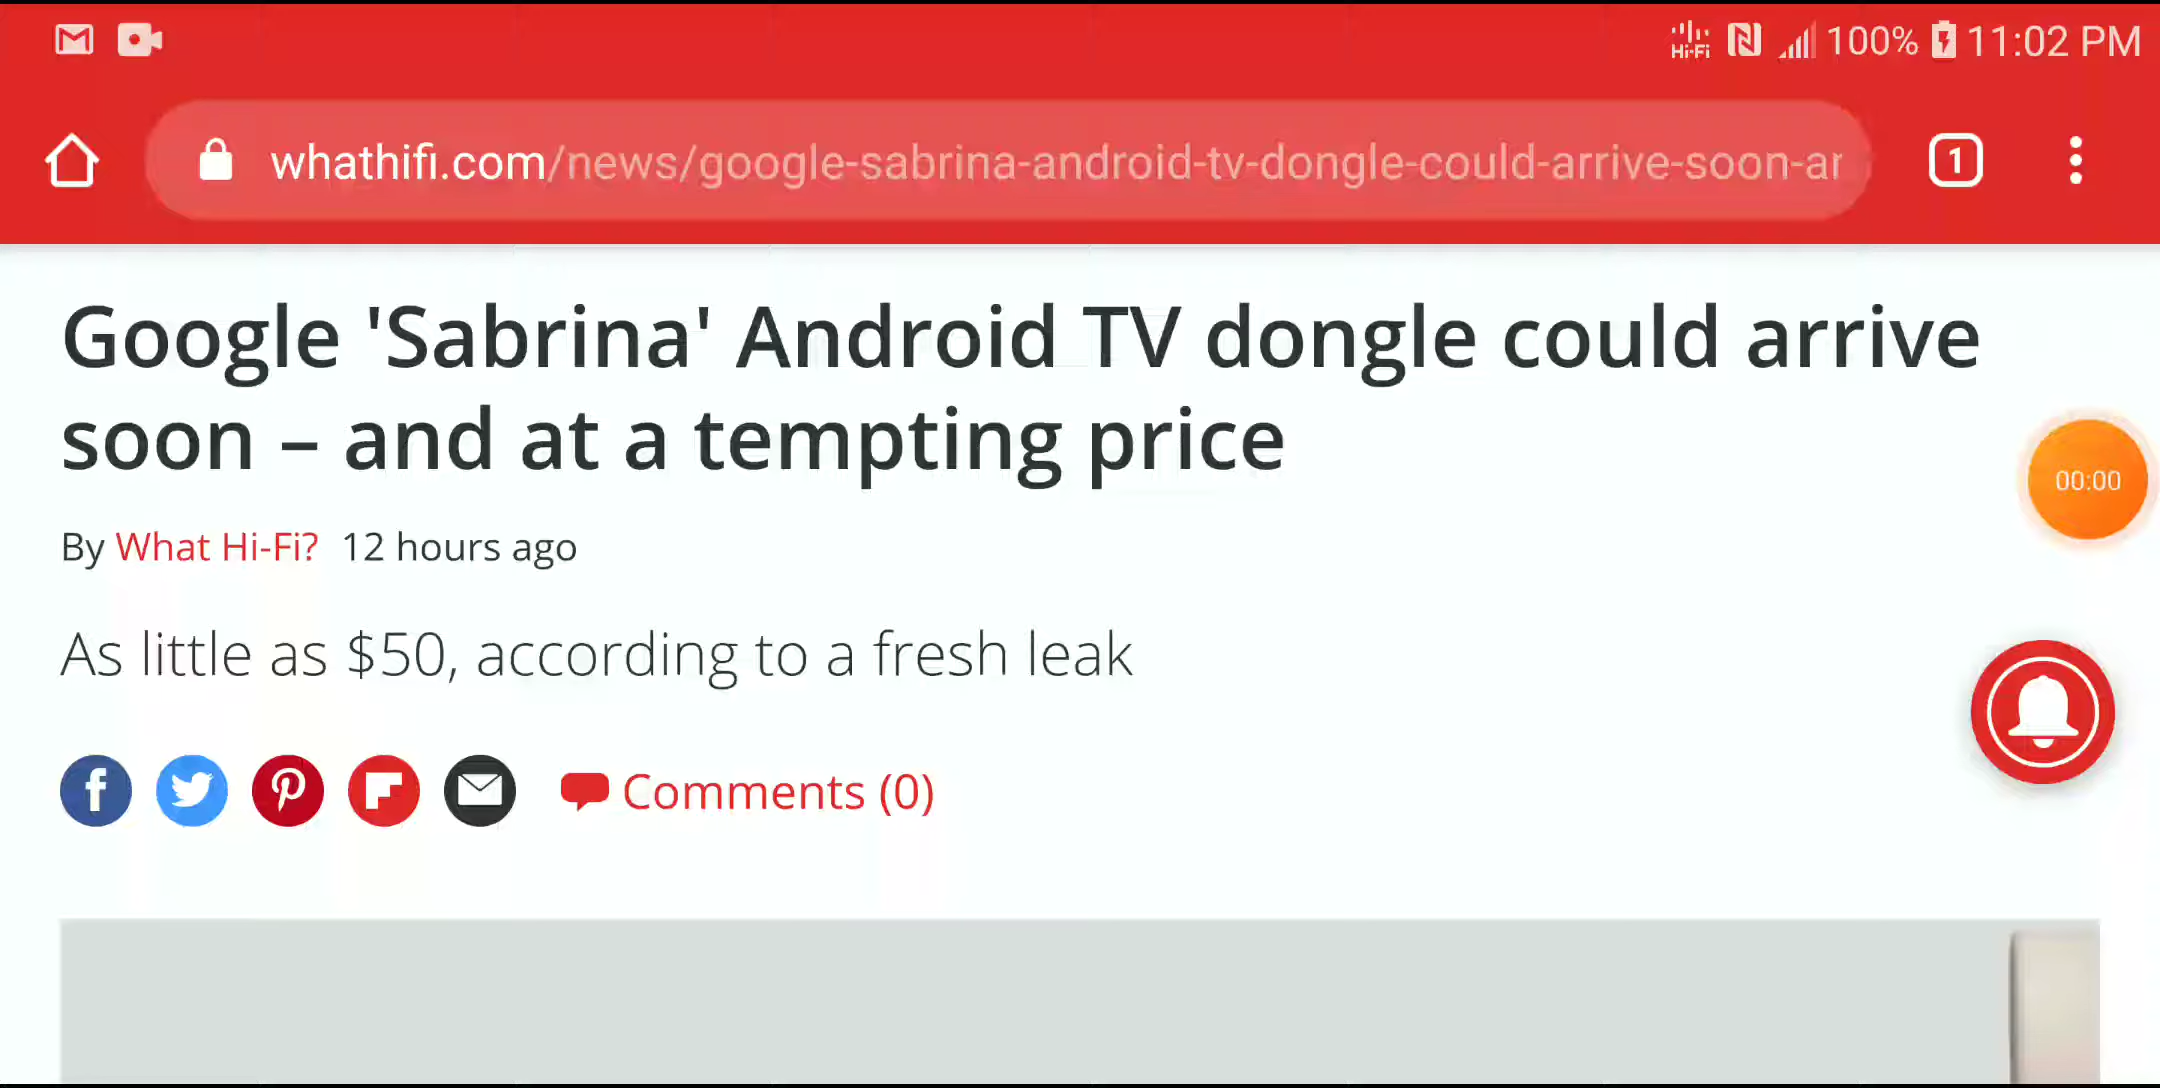 Hi-Fi 100% 11:02 PM
whathifi.com/news/google-sabrina-android-tv-dongle-could-arrive-soon-ar
1
Google 'Sabrina' Android TV dongle could arrive
soon – and at a tempting price
00:00
By What Hi-Fi? 12 hours ago
As little as $50, according to a fresh leak
Comments (0)